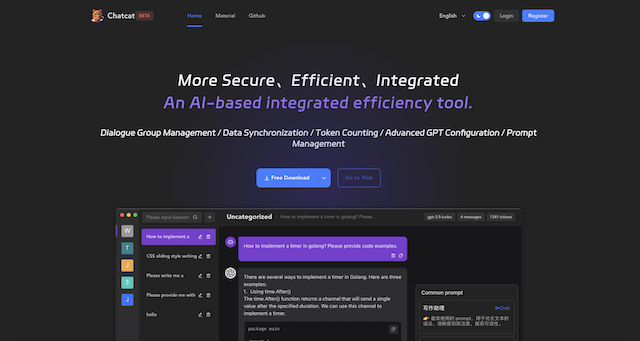 Chatcat BETA
Home Material Github
English
Login
Register
More Secure、Efficient、Integrated
An AI-based integrated efficiency tool.
Dialogue Group Management / Data Synchronization / Token Counting / Advanced GPT Configuration / Prompt
Management
Free Download
Go to Web
Please input keyword
W
T
J
S
J
How to implement a
CSS sliding style writing
Please write me a
Please provide me with
hello
Uncategorized
How to implement a timer in golang? Please ...
gpt-3.5-turbo
4 messages
1341 tokens
How to implement a timer in golang? Please provide code examples.
There are several ways to implement a timer in Golang. Here are three
examples:
1. Using time.After()
The time.After() function returns a channel that will send a single
value after the specified duration. We can use this channel to
implement a timer.
package main
Common prompt
写作助理
Chat
最常使用的 prompt，用于优化文本的
语法、清晰度和简洁度，提高可读性。